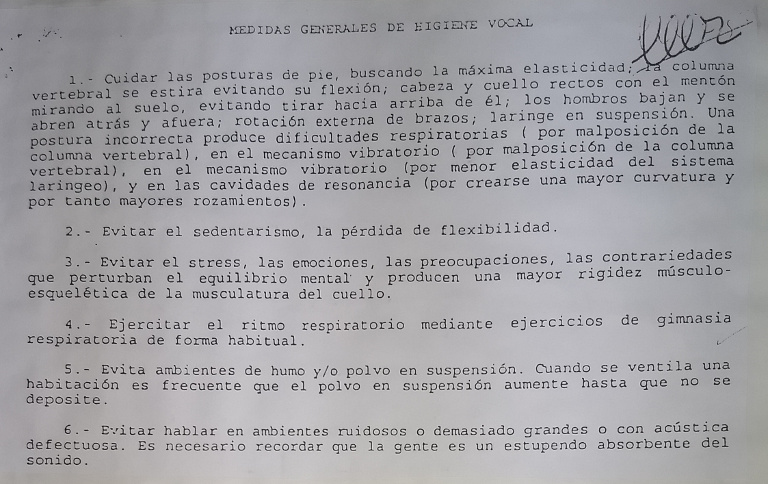 MEDIDAS GENERALES DE HIGIENE VOCAL
1.- Cuidar las posturas de pie, buscando la máxima elasticidad; la columna
vertebral se estira evitando su flexión; cabeza y cuello rectos con el mentón
mirando al suelo, evitando tirar hacia arriba de él; los hombros bajan y se
abren atrás y afuera; rotación externa de brazos; laringe en suspensión. Una
postura incorrecta produce dificultades respiratorias ( por malposición de la
columna vertebral), en el mecanismo vibratorio ( por malposición de la columna
vertebral), en el mecanismo vibratorio (por menor elasticidad del sistema
laringeo), y en las cavidades de resonancia (por crearse una mayor curvatura y
por tanto mayores rozamientos).
2.- Evitar el sedentarismo, la pérdida de flexibilidad.
3.- Evitar el stress, las emociones, las preocupaciones, las contrariedades
que perturban el equilibrio mental y producen una mayor rigidez músculo-
esquelética de la musculatura del cuello.
4.- Ejercitar el ritmo respiratorio mediante ejercicios de gimnasia
respiratoria de forma habitual.
5.- Evita ambientes de humo y/o polvo en suspensión. Cuando se ventila una
habitación es frecuente que el polvo en suspensión aumente hasta que no se
deposite.
6.- Evitar hablar en ambientes ruidosos o demasiado grandes o con acústica
defectuosa. Es necesario recordar que la gente es un estupendo absorbente del
sonido.